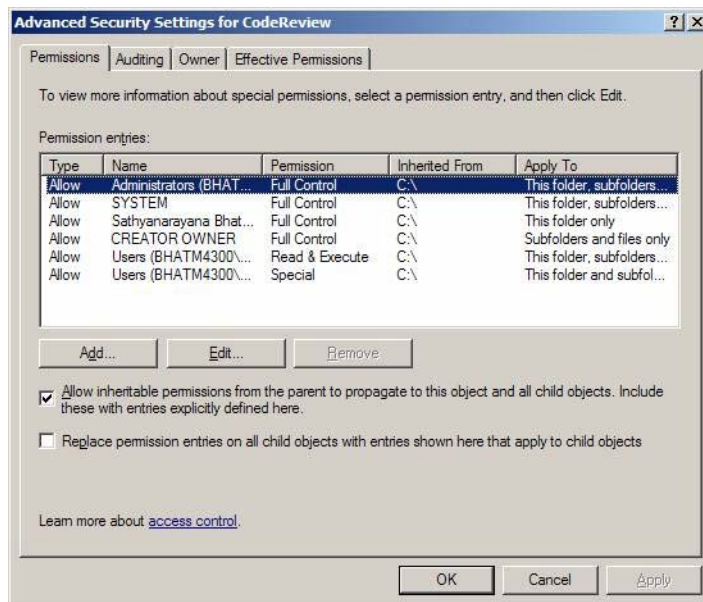 Advanced Security Settings for CodeReview
Permissions Auditing Owner Effective Permissions
To view more information about special permissions, select a permission entry, and then click Edit.
Permission entries:
Type Name Permission Inherited From Apply To
Allow Administrators (BHAT... Full Control C:\ This folder, subfolders...
Allow SYSTEM Full Control C:\ This folder, subfolders...
Allow Sathyanarayana Bhat... Full Control C:\ This folder only
Allow CREATOR OWNER Full Control C:\ Subfolders and files only
Allow Users (BHATM4300\... Read & Execute C:\ This folder, subfolders...
Allow Users (BHATM4300\... Special C:\ This folder and subfol...
Add... Edit... Remove
Allow inheritable permissions from the parent to propagate to this object and all child objects. Include
these with entries explicitly defined here.
Replace permission entries on all child objects with entries shown here that apply to child objects
Learn more about access control.
OK Cancel Apply